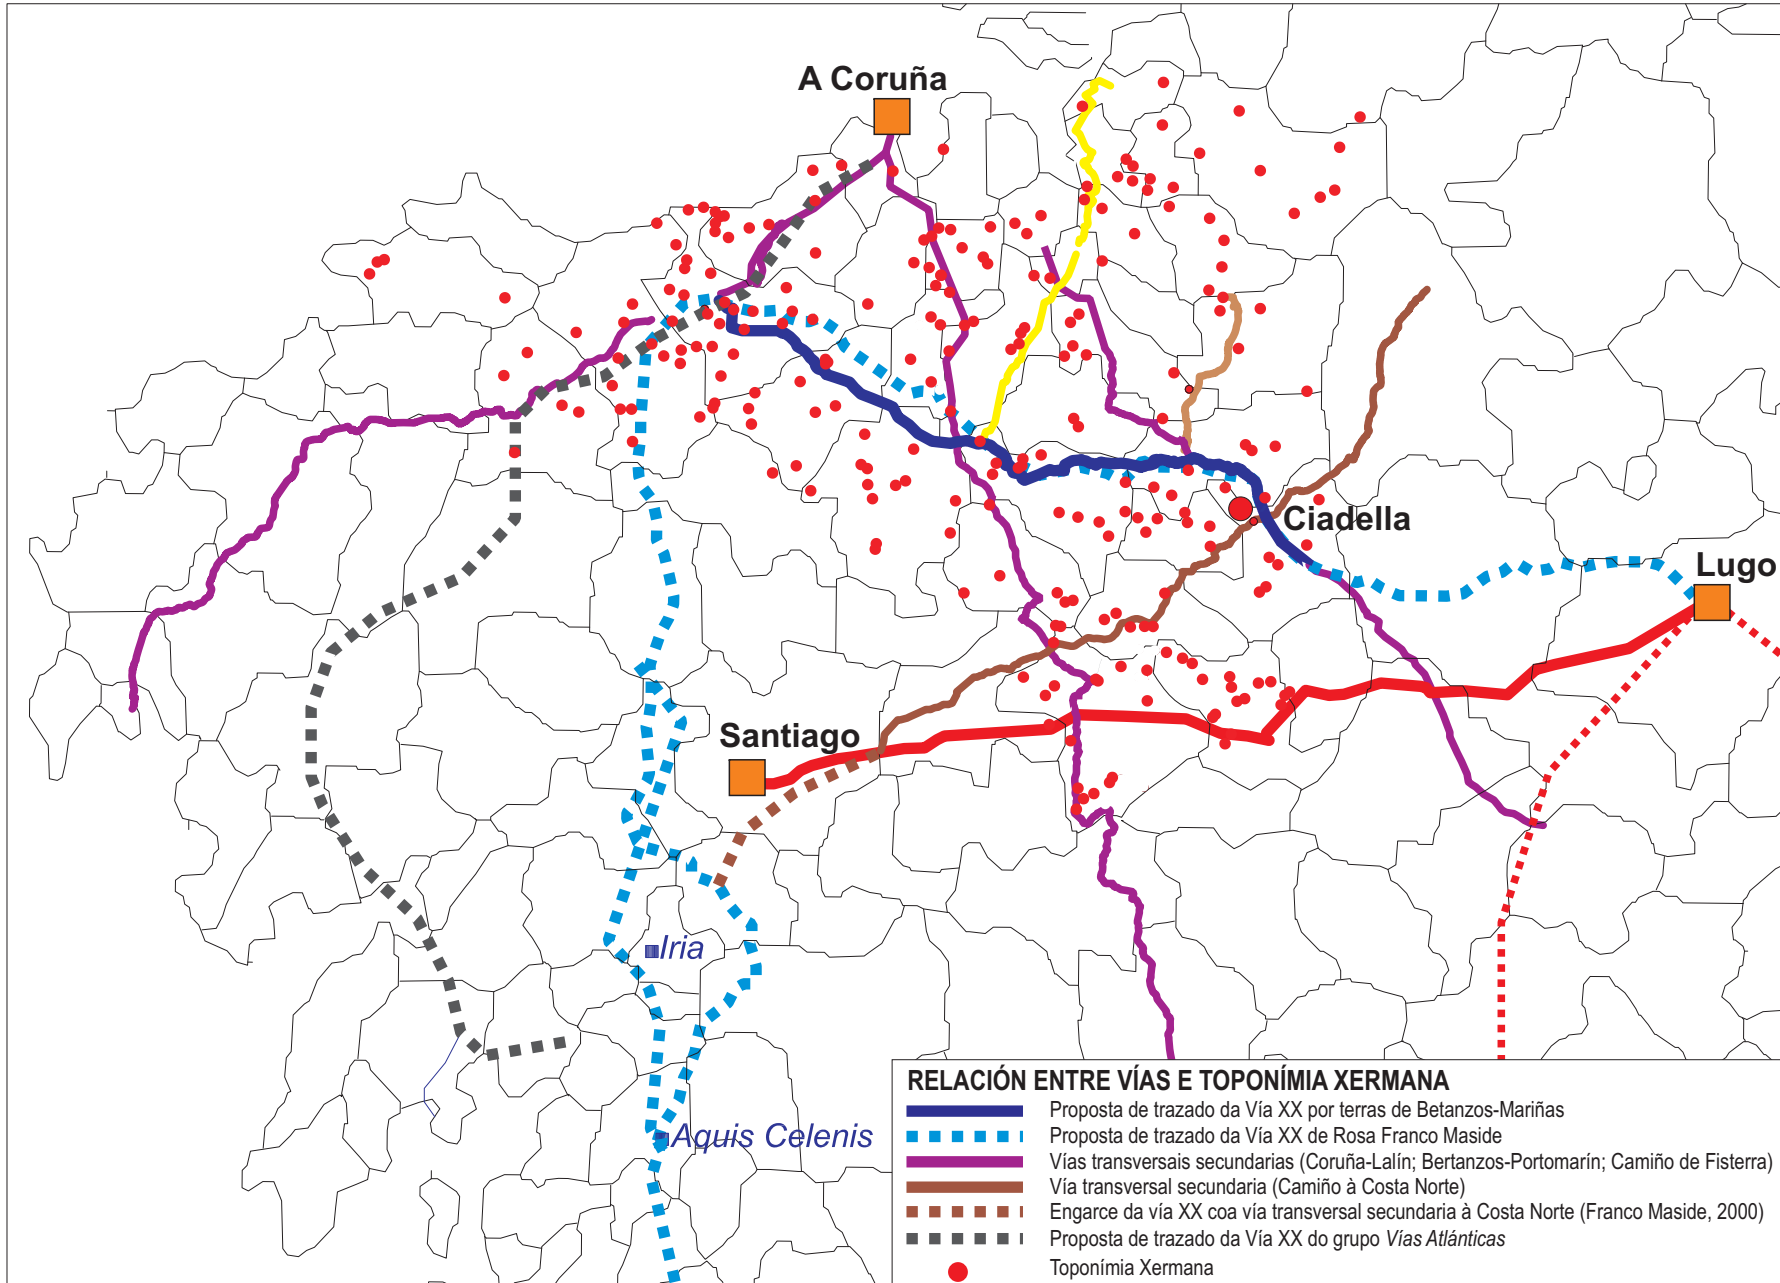 A Coruña
Ciadella
Lugo
Santiago
Iria
Aquis Celenis
RELACIÓN ENTRE VÍAS E TOPONÍMIA XERMANA
Proposta de trazado da Vía XX por terras de Betanzos-Mariñas
Proposta de trazado da Vía XX de Rosa Franco Maside
Vías transversais secundarias (Coruña-Lalín; Bertanzos-Portomarín; Camiño de Fisterra)
Vía transversal secundaria (Camiño à Costa Norte)
Engarce da vía XX coa vía transversal secundaria à Costa Norte (Franco Maside, 2000)
Proposta de trazado da Vía XX do grupo Vías Atlánticas
Toponímia Xermana